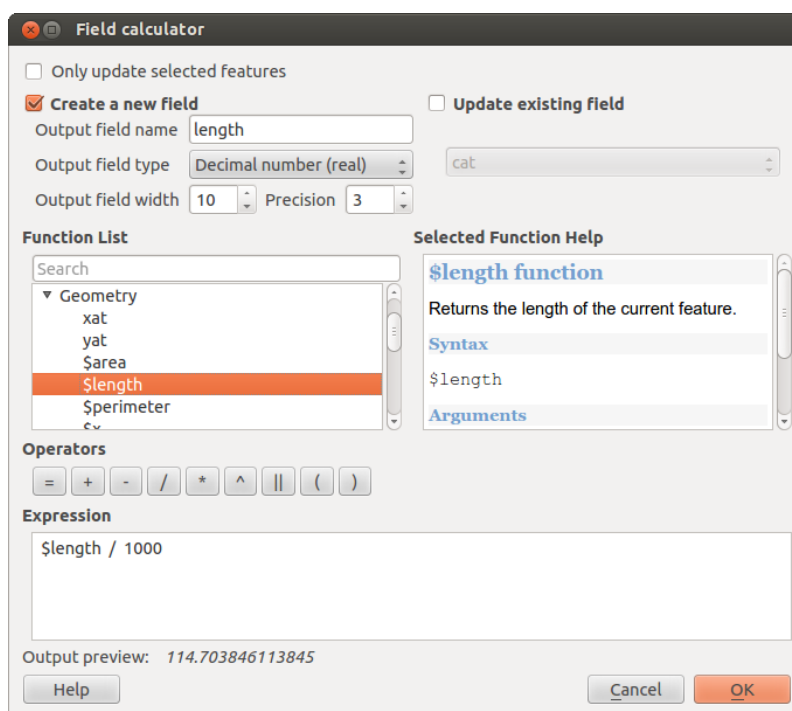 Field calculator
Only update selected features
Create a new field
Update existing field
Output field name length
Output field type Decimal number (real)
cat
Output field width 10 Precision 3
Function List
Selected Function Help
Search
Geometry
xat
yat
$area
$length
$perimeter
$x
$length function
Returns the length of the current feature.
Syntax
$length
Arguments
Operators
= + - / * ^ || ( )
Expression
$length / 1000
Output preview: 114.703846113845
Help
Cancel
OK